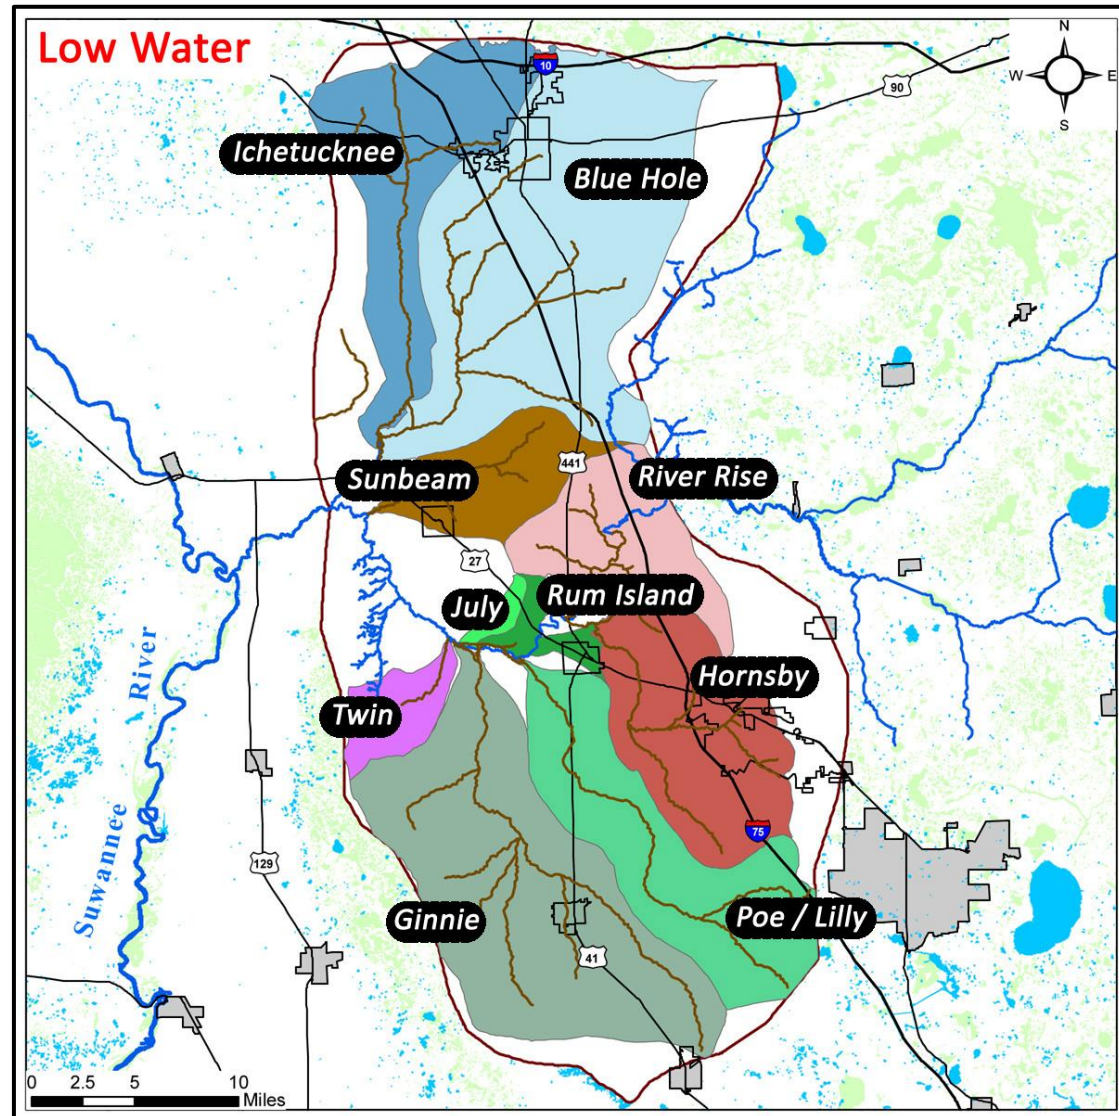 Low Water
N
W E
S
10
90
Ichetucknee
Blue Hole
441
Sunbeam
River Rise
27
July
Rum Island
Hornsby
Twin
Suwannee River
75
129
Ginnie
Poe / Lilly
41
0 2.5 5 10
Miles